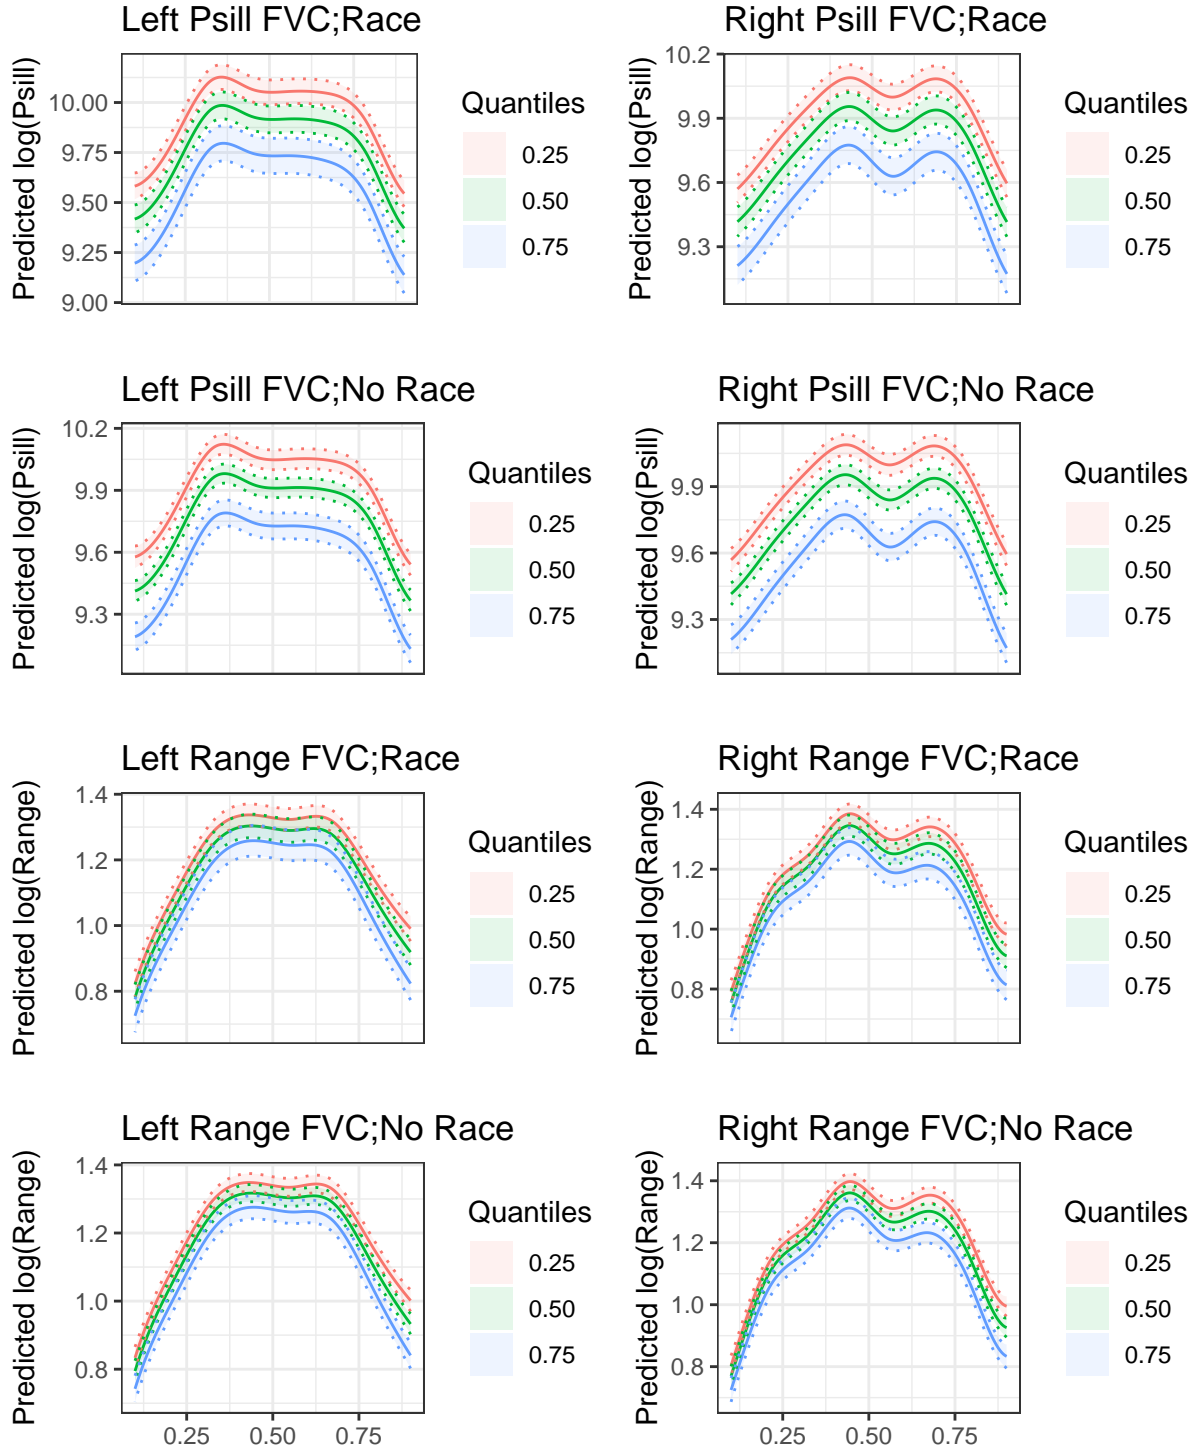 Left Psill FVC;Race
Predicted log(Psill)
10.00
9.75
9.50
9.25
9.00
Quantiles
0.25
0.50
0.75
Right Psill FVC;Race
Predicted log(Psill)
10.2
9.9
9.6
9.3
Quantiles
0.25
0.50
0.75
Left Psill FVC;No Race
Predicted log(Psill)
10.2
9.9
9.6
9.3
Quantiles
0.25
0.50
0.75
Right Psill FVC;No Race
Predicted log(Psill)
9.9
9.6
9.3
Quantiles
0.25
0.50
0.75
Left Range FVC;Race
Predicted log(Range)
1.4
1.2
1.0
0.8
Quantiles
0.25
0.50
0.75
Right Range FVC;Race
Predicted log(Range)
1.4
1.2
1.0
0.8
Quantiles
0.25
0.50
0.75
Left Range FVC;No Race
Predicted log(Range)
1.4
1.2
1.0
0.8
0.25 0.50 0.75
Quantiles
0.25
0.50
0.75
Right Range FVC;No Race
Predicted log(Range)
1.4
1.2
1.0
0.8
0.25 0.50 0.75
Quantiles
0.25
0.50
0.75